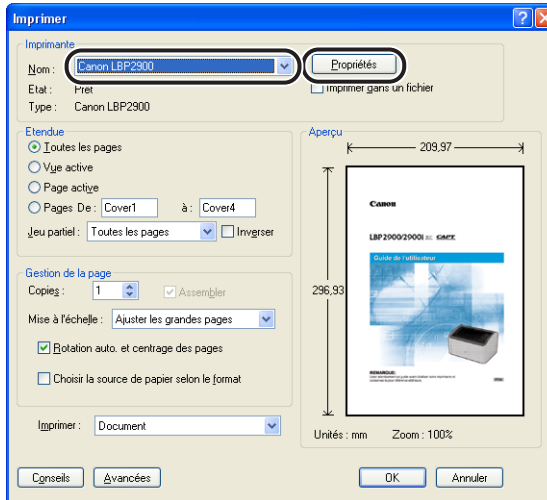 Imprimer
Imprimante
Nom : Canon LBP2900 Propriétés
Etat : Prêt Imprimer dans un fichier
Type : Canon LBP2900
Etendue
Toutes les pages
Vue active
Page active
Pages De : Cover1 à : Cover4
Jeu partiel : Toutes les pages Inverser
Gestion de la page
Copies : 1 Assembler
Mise à l'échelle : Ajuster les grandes pages
Rotation auto. et centrage des pages
Choisir la source de papier selon le format
Imprimer : Document
Aperçu
209,97
296,93
Canon
LBP2900/2900i CAPT
Guide de l'utilisateur
REMARQUE:
Unités : mm Zoom : 100%
Conseils Avancées OK Annuler